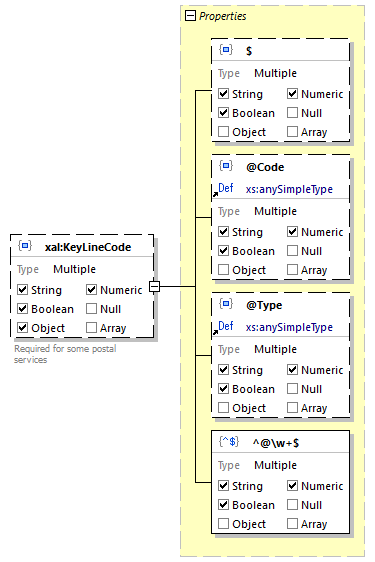 Properties
$
Type Multiple
String Numeric
Boolean Null
Object Array
@Code
Def xs:anySimpleType
Type Multiple
String Numeric
Boolean Null
Object Array
xal:KeyLineCode
Type Multiple
String Numeric
Boolean Null
Object Array
Required for some postal
services
@Type
Def xs:anySimpleType
Type Multiple
String Numeric
Boolean Null
Object Array
^$ ^@\w+$
Type Multiple
String Numeric
Boolean Null
Object Array